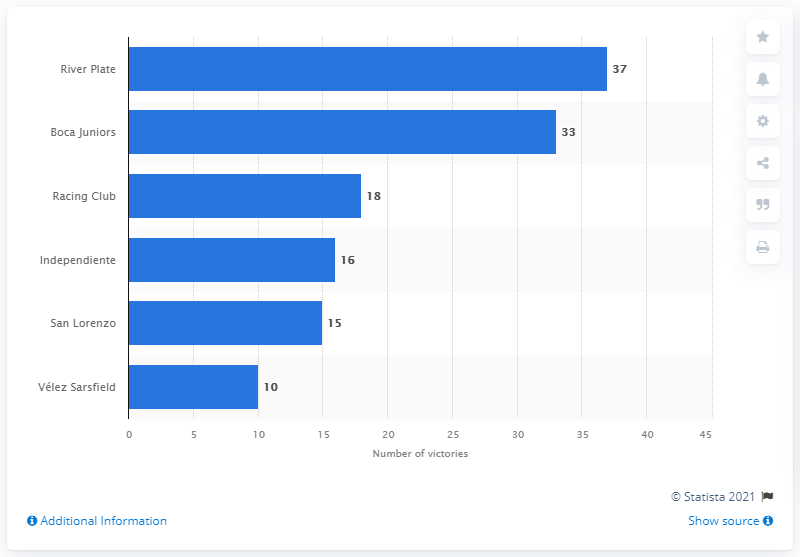 River Plate 37
Boca Juniors 33
Racing Club 18
Independiente 16
San Lorenzo 15
Vélez Sarsfield 10
0 5 10 15 20 25 30 35 40 45
Number of victories
© Statista 2021
Additional Information
Show source